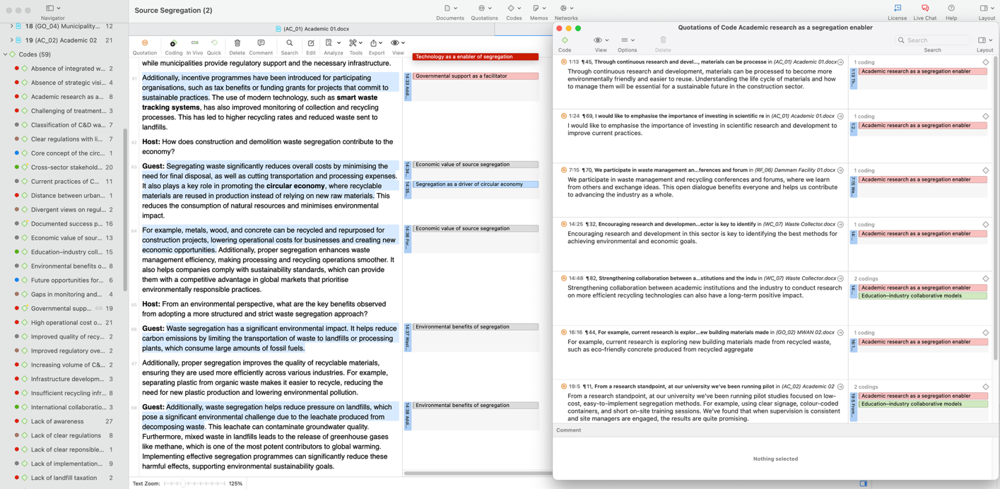 Source Segregation (2)
Navigator
Documents
Quotations
Codes
Memos
Networks
License
Live Chat
Help
Layout
18 (GO_04) Municipality... 12
19 (AC_02) Academic 02 21
Codes (59)
Absence of integrated w... 2
Absence of strategic visi... 4
Academic research as a... 8
Challenging of treatment... 3
Classification of C&D wa... 7
Clear regulations with li... 7
Core concept of the circ... 1
Cross-sector stakehold... 20
Current practices of C... 11
Distance between urban... 1
Divergent views on regul... 2
Documented success p... 16
Economic value of sour... 13
Education–industry coll... 15
Environmental benefits o... 8
Future opportunities for... 6
Gaps in monitoring and... 4
Governmental supp... 19
High operational cost o... 21
Improved quality of recy... 2
Improved regulatory ove... 2
Increasing volume of C&... 2
Infrastructure developm... 3
Insufficient recycling infr... 8
International collaboratio... 3
Lack of awareness 27
Lack of clear regulations 8
Lack of clear reponsible... 1
Lack of implementation... 9
Lack of landfill taxation 2
(AC_01) Academic 01.docx
Quotation
Coding
In Vivo
Quick
Delete
Comment
Search
Edit
Analyze
Tools
Export
View
while municipalities provide regulatory support and the necessary infrastructure.
61 Additionally, incentive programmes have been introduced for participating
organisations, such as tax benefits or funding grants for projects that commit to
sustainable practices. The use of modern technology, such as smart waste
tracking systems, has also improved monitoring of collection and recycling
processes. This has led to higher recycling rates and reduced waste sent to
landfills.
62 Host: How does construction and demolition waste segregation contribute to the
economy?
63 Guest: Segregating waste significantly reduces overall costs by minimising the
need for final disposal, as well as cutting transportation and processing expenses.
It also plays a key role in promoting the circular economy, where recyclable
materials are reused in production instead of relying on new raw materials. This
reduces the consumption of natural resources and minimises environmental
impact.
64 For example, metals, wood, and concrete can be recycled and repurposed for
construction projects, lowering operational costs for businesses and creating new
economic opportunities. Additionally, proper segregation enhances waste
management efficiency, making processing and recycling operations smoother. It
also helps companies comply with sustainability standards, which can provide
them with a competitive advantage in global markets that prioritise
environmentally responsible practices.
65 Host: From an environmental perspective, what are the key benefits observed
from adopting a more structured and strict waste segregation approach?
66 Guest: Waste segregation has a significant environmental impact. It helps reduce
carbon emissions by limiting the transportation of waste to landfills or processing
plants, which consume large amounts of fossil fuels.
67 Additionally, proper segregation improves the quality of recyclable materials,
ensuring they are used more efficiently across various industries. For example,
separating plastic from organic waste makes it easier to recycle, reducing the
need for new plastic production and lowering environmental pollution.
68 Guest: Additionally, waste segregation helps reduce pressure on landfills, which
pose a significant environmental challenge due to the leachate produced from
decomposing waste. This leachate can contaminate groundwater quality.
Furthermore, mixed waste in landfills leads to the release of greenhouse gases
like methane, which is one of the most potent contributors to global warming.
Implementing effective segregation programmes can significantly reduce these
harmful effects, supporting environmental sustainability goals.
Technology as a enabler of segregation
14:33 Addi...
Governmental support as a facilitator
14:34...
Economic value of source segregation
14:35...
Segregation as a driver of circular economy
14:36 For...
Economic value of source segregation
14:37 Wast...
Environmental benefits of segregation
14:38 Addi...
Environmental benefits of segregation
Text Zoom:
125%
Quotations of Code Academic research as a segregation enabler
Code
View
Options
Delete
Search
Search
Layout
1:13 ¶45, Through continuous research and devel..., materials can be processe in (AC_01) Academic 01.docx
Through continuous research and development, materials can be processed to become more
environmentally friendly and easier to reuse. Understanding the life cycle of materials and how
to manage them will be essential for a sustainable future in the construction sector.
1 coding
1:13 Th...
Academic research as a segregation enabler
1:24 ¶69, I would like to emphasise the importance of investing in scientific re in (AC_01) Academic 01.docx
I would like to emphasise the importance of investing in scientific research and development to
improve current practices.
1 coding
1:2...
Academic research as a segregation enabler
7:15 ¶70, We participate in waste management an...ferences and forum in (RF_06) Dammam Facility 01.docx
We participate in waste management and recycling conferences and forums, where we learn
from others and exchange ideas. This open dialogue benefits everyone and helps us contribute
to advancing the industry as a whole.
1 coding
7:15 We...
Academic research as a segregation enabler
14:25 ¶32, Encouraging research and developmen...ector is key to identify in (WC_07) Waste Collector.docx
Encouraging research and development in this sector is key to identifying the best methods for
achieving environmental and economic goals.
1 coding
14:...
Academic research as a segregation enabler
14:48 ¶82, Strengthening collaboration between a...stitutions and the indu in (WC_07) Waste Collector.docx
Strengthening collaboration between academic institutions and the industry to conduct research
on more efficient recycling technologies can also have a long-term positive impact.
2 codings
14:...
Academic research as a segregation enabler
Education–industry collaborative models
16:16 ¶44, For example, current research is explor...ew building materials made in (GO_02) MWAN 02.docx
For example, current research is exploring new building materials made from recycled waste,
such as eco-friendly concrete produced from recycled aggregate
1 coding
16:1...
Academic research as a segregation enabler
19:5 ¶11, From a research standpoint, at our university we've been running pilot in (AC_02) Academic 02
From a research standpoint, at our university we've been running pilot studies focused on low-
cost, easy-to-implement segregation methods. For example, using clear signage, colour-coded
containers, and short on-site training sessions. We've found that when supervision is consistent
and site managers are engaged, the results are quite promising.
2 codings
19:5 From...
Academic research as a segregation enabler
Education–industry collaborative models
Comment
Nothing selected